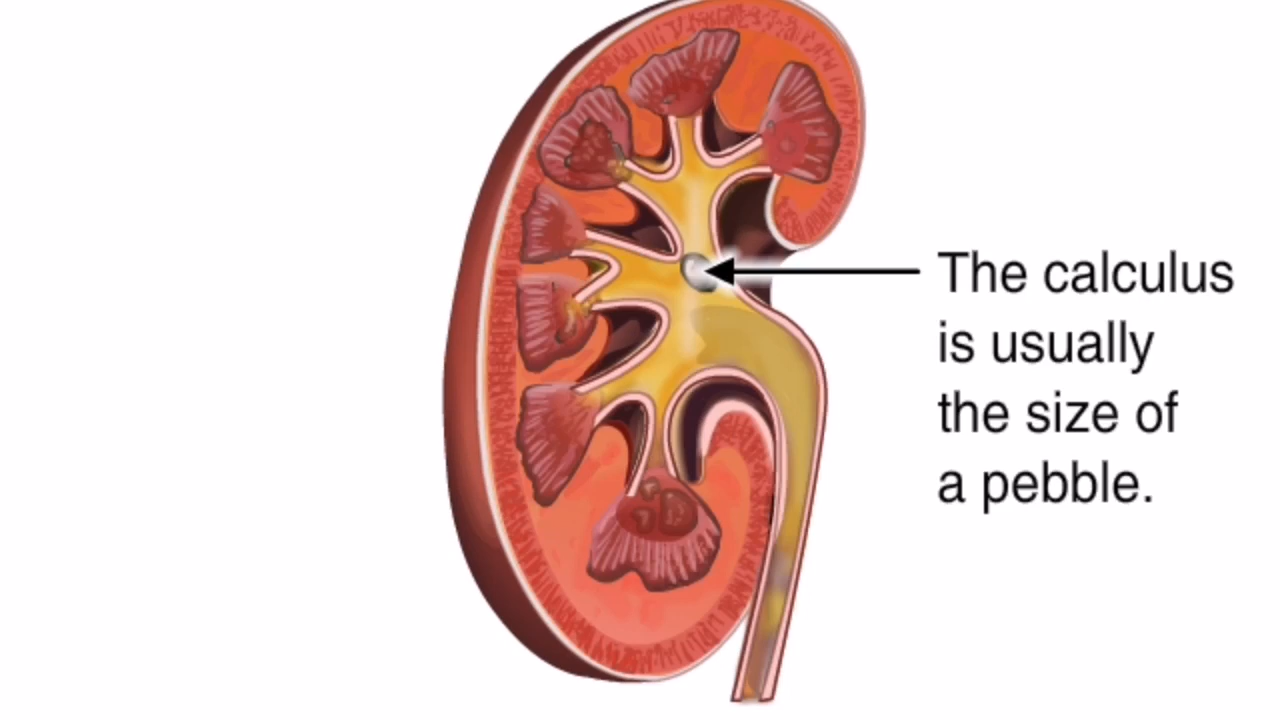 The calculus
is usually
the size of
a pebble.